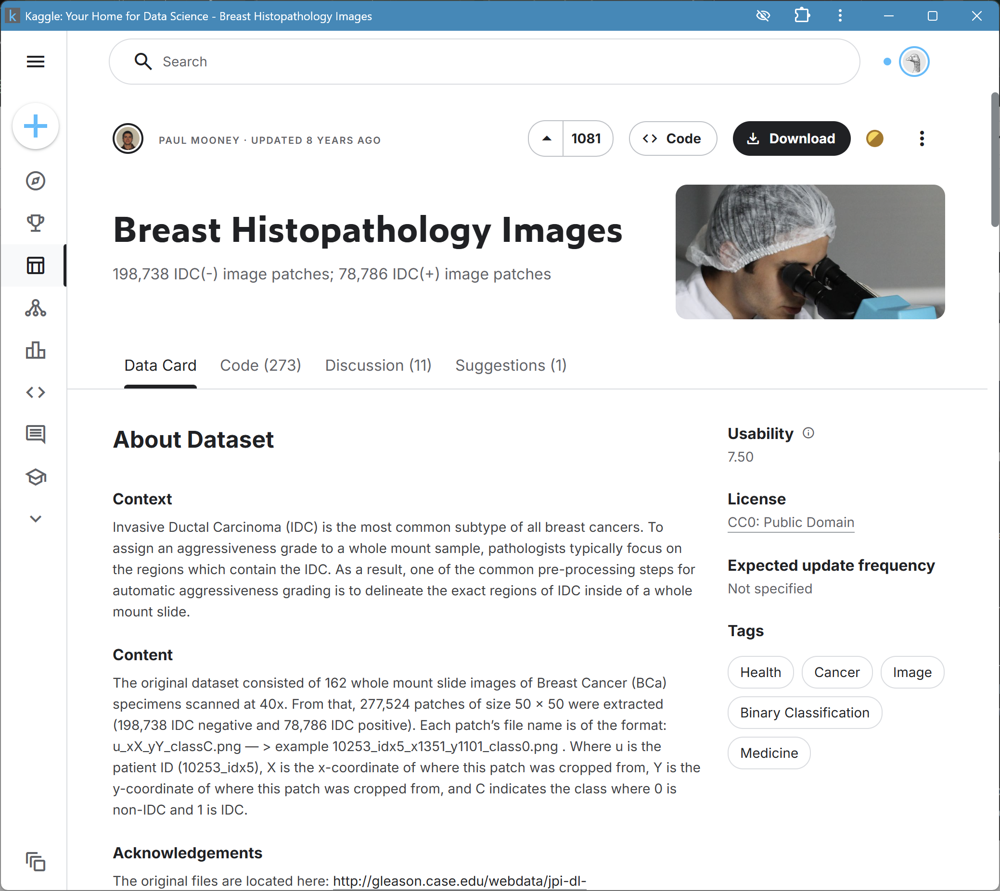 k Kaggle: Your Home for Data Science - Breast Histopathology Images
Search
PAUL MOONEY · UPDATED 8 YEARS AGO
1081
Code
Download
Breast Histopathology Images
198,738 IDC(-) image patches; 78,786 IDC(+) image patches
Data Card
Code (273)
Discussion (11)
Suggestions (1)
About Dataset
Context
Invasive Ductal Carcinoma (IDC) is the most common subtype of all breast cancers. To
assign an aggressiveness grade to a whole mount sample, pathologists typically focus on
the regions which contain the IDC. As a result, one of the common pre-processing steps for
automatic aggressiveness grading is to delineate the exact regions of IDC inside of a whole
mount slide.
Content
The original dataset consisted of 162 whole mount slide images of Breast Cancer (BCa)
specimens scanned at 40x. From that, 277,524 patches of size 50 × 50 were extracted
(198,738 IDC negative and 78,786 IDC positive). Each patch’s file name is of the format:
u_xX_yY_classC.png — > example 10253_idx5_x1351_y1101_class0.png . Where u is the
patient ID (10253_idx5), X is the x-coordinate of where this patch was cropped from, Y is the
y-coordinate of where this patch was cropped from, and C indicates the class where 0 is
non-IDC and 1 is IDC.
Acknowledgements
The original files are located here: http://gleason.case.edu/webdata/jpi-dl-
Usability
7.50
License
CC0: Public Domain
Expected update frequency
Not specified
Tags
Health
Cancer
Image
Binary Classification
Medicine